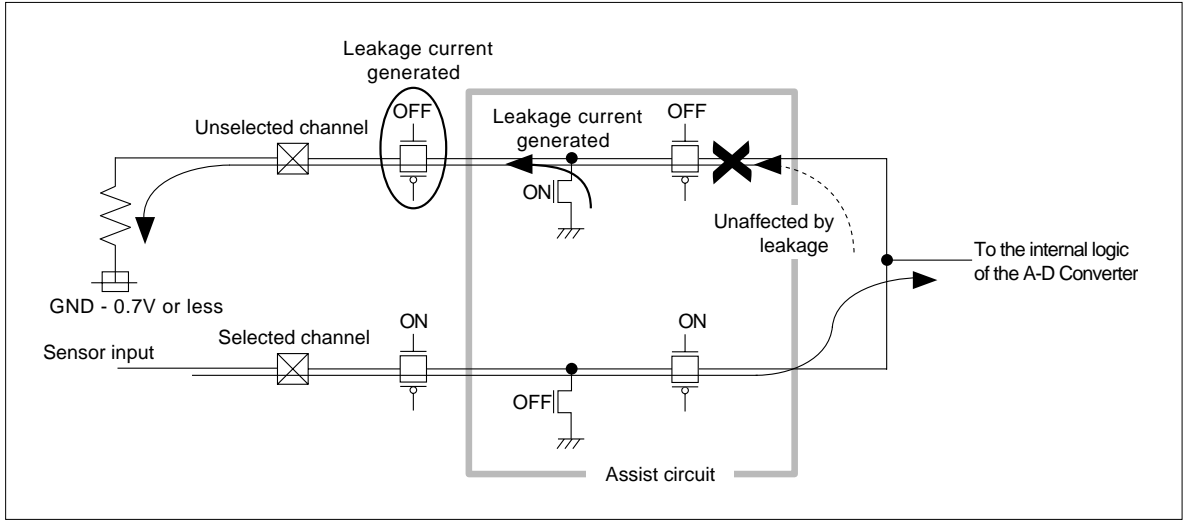 Leakage current
generated
OFF
Unselected channel
Leakage current
generated
OFF
ON
Unaffected by
leakage
To the internal logic
of the A-D Converter
GND - 0.7V or less
Sensor input
Selected channel
ON
ON
OFF
Assist circuit